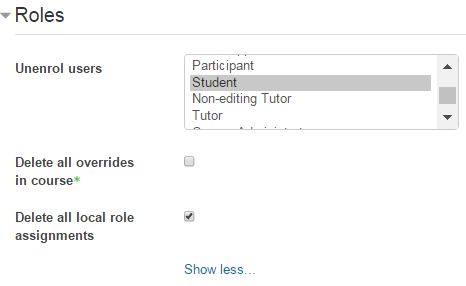 Roles
Unenrol users
Participant
Student
Non-editing Tutor
Tutor
Delete all overrides
in course*
Delete all local role
assignments
Show less...